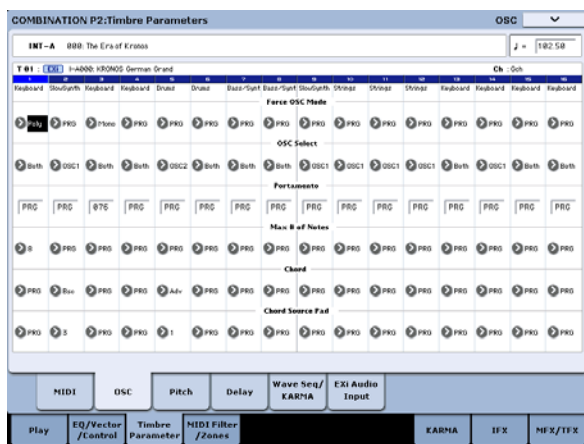 COMBINATION P2:Timbre Parameters OSC
INT-A 000: The Era of Kronos ♩= 102.50
T 01 : EXi I-A000: KRONOS German Grand Ch : Gch
1 2 3 4 5 6 7 8 9 10 11 12 13 14 15 16
Keyboard SlowSynth Keyboard Keyboard Drums Drums Bass/Synt Bass/Synt SlowSynth Strings Strings Strings Keyboard Keyboard Keyboard Keyboard
Force OSC Mode
Poly PRG Mono PRG PRG PRG PRG PRG PRG PRG PRG PRG PRG PRG PRG PRG
OSC Select
Both OSC1 Both Both OSC2 Both Both Both OSC1 OSC1 OSC1 Both Both OSC1 Both Both
Portamento
PRG PRG 076 PRG PRG PRG PRG PRG PRG PRG PRG PRG PRG PRG PRG PRG
Max # of Notes
8 PRG PRG PRG PRG PRG PRG PRG PRG PRG PRG PRG PRG PRG PRG PRG
Chord
PRG Bsc PRG PRG Adv PRG PRG PRG PRG PRG PRG PRG PRG PRG PRG PRG
Chord Source Pad
PRG 3 PRG PRG 1 PRG PRG PRG PRG PRG PRG PRG PRG PRG PRG PRG
MIDI OSC Pitch Delay Wave Seq/ EXi Audio
KARMA Input
Play EQ/Vector Timbre MIDI Filter KARMA IFX MFX/TFX
/Control Parameter /Zones